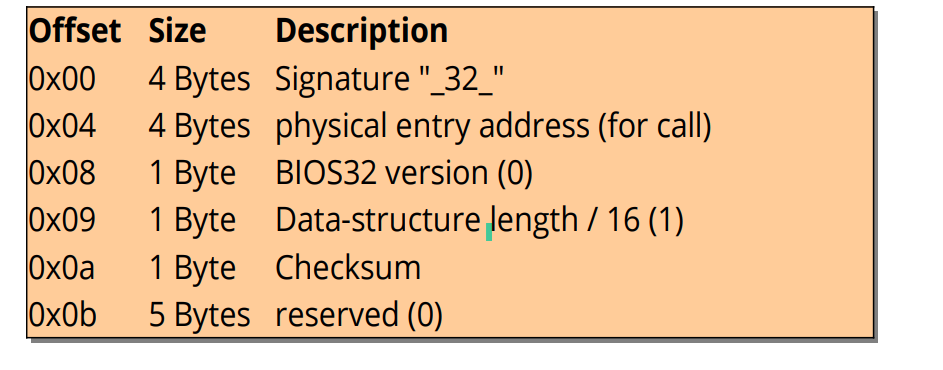 Offset Size Description
0x00 4 Bytes Signature "_32_"
0x04 4 Bytes physical entry address (for call)
0x08 1 Byte BIOS32 version (0)
0x09 1 Byte Data-structure length / 16 (1)
0x0a 1 Byte Checksum
0x0b 5 Bytes reserved (0)